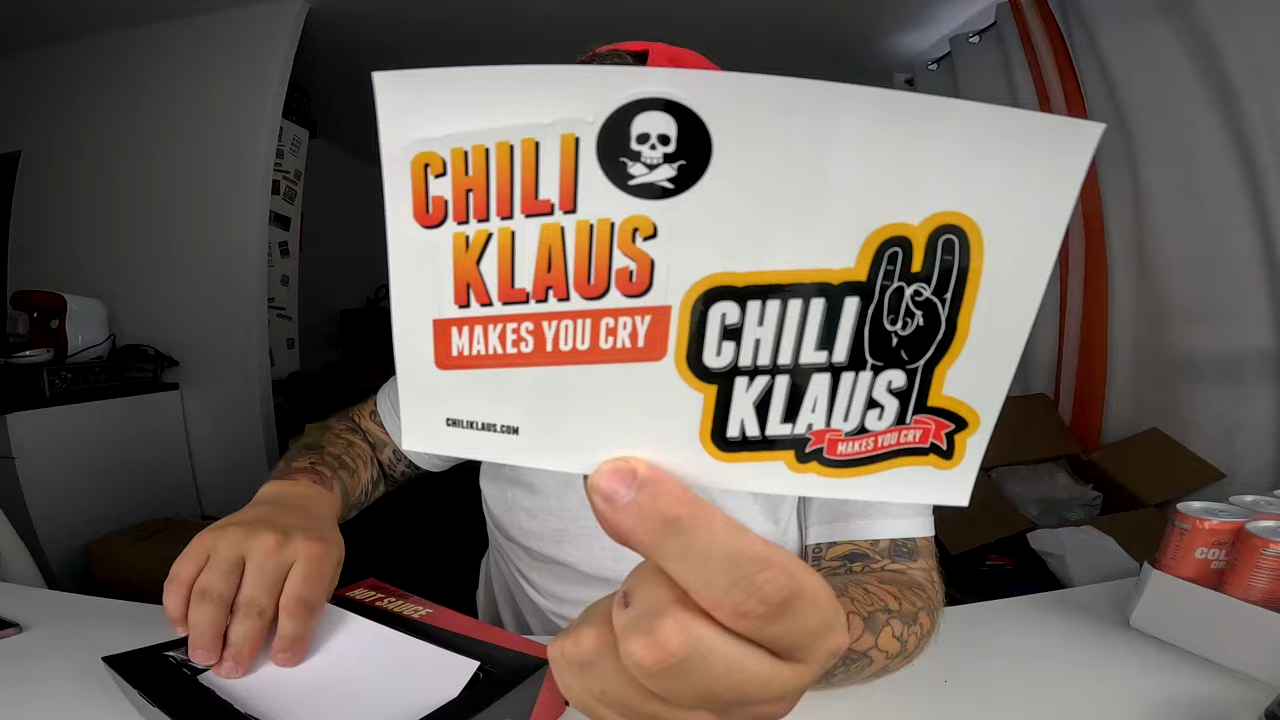 CHILI
KLAUS
MAKES YOU CRY
CHILIKLAUS.COM
CHILI
KLAUS
MAKES YOU CRY
HOT SAUCE